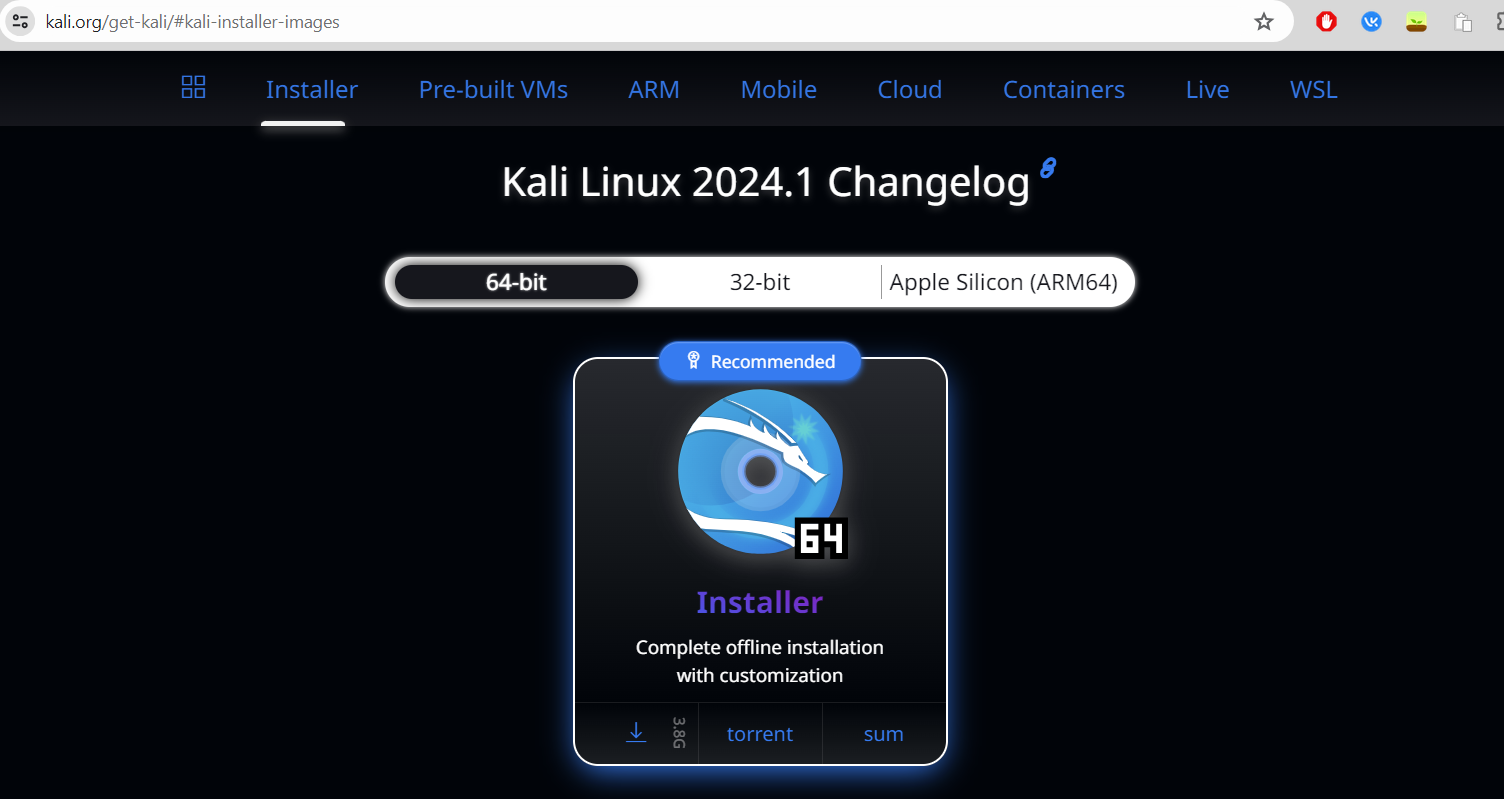 kali.org/get-kali/#kali-installer-images
Installer Pre-built VMs ARM Mobile Cloud Containers Live WSL
Kali Linux 2024.1 Changelog
64-bit 32-bit Apple Silicon (ARM64)
Recommended
64
Installer
Complete offline installation
with customization
3.8G torrent sum